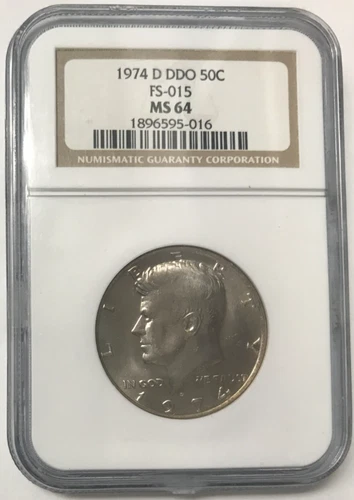 1974 D DDO 50C
FS-015
MS 64
1896595-016
NUMISMATIC GUARANTY CORPORATION
LIBERTY
IN GOD WE TRUST
D
1974